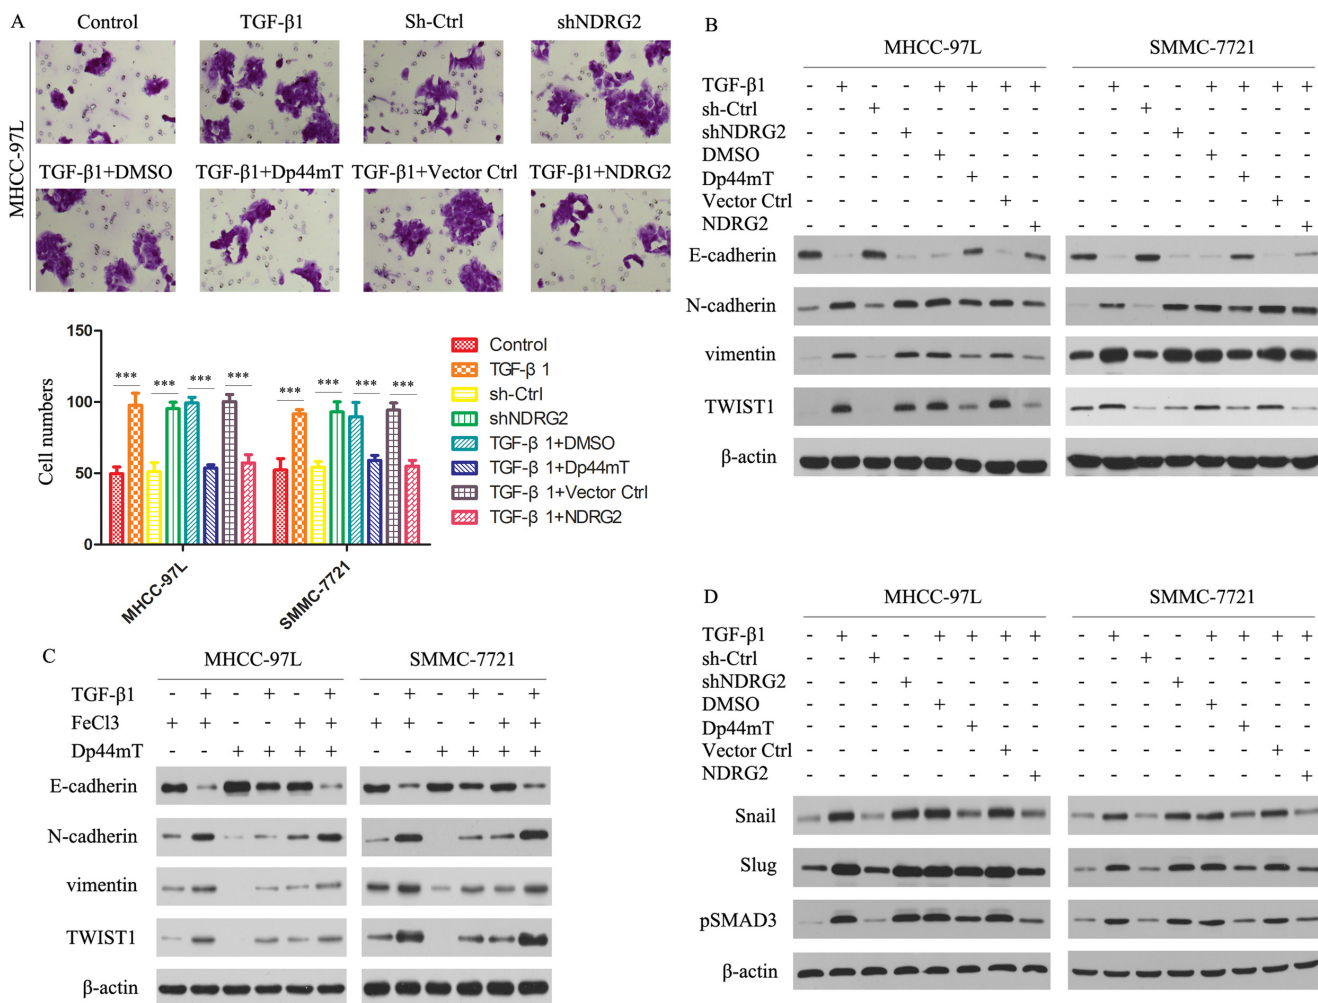 A
Control TGF-β1 Sh-Ctrl shNDRG2
MHCC-97L
TGF-β1+DMSO TGF-β1+Dp44mT TGF-β1+Vector Ctrl TGF-β1+NDRG2
150
100
50
0
Cell numbers
*** *** *** *** *** *** *** ***
MHCC-97L
SMMC-7721
Control
TGF-β 1
sh-Ctrl
shNDRG2
TGF-β 1+DMSO
TGF-β 1+Dp44mT
TGF-β 1+Vector Ctrl
TGF-β 1+NDRG2
B
MHCC-97L SMMC-7721
TGF-β1 - + - - + + + + - + - - + + + +
sh-Ctrl - - + - - - - - - - + - - - - -
shNDRG2 - - - + - - - - - - - + - - - -
DMSO - - - - + - - - - - - - + - - -
Dp44mT - - - - - + - - - - - - - + - -
Vector Ctrl - - - - - - + - - - - - - - + -
NDRG2 - - - - - - - + - - - - - - - +
E-cadherin
N-cadherin
vimentin
TWIST1
β-actin
C
MHCC-97L SMMC-7721
TGF-β1 - + - + - + - + - + - +
FeCl3 + + - - + + + + - - + +
Dp44mT - - + + + + - - + + + +
E-cadherin
N-cadherin
vimentin
TWIST1
β-actin
D
MHCC-97L SMMC-7721
TGF-β1 - + - - + + + + - + - - + + + +
sh-Ctrl - - + - - - - - - - + - - - - -
shNDRG2 - - - + - - - - - - - + - - - -
DMSO - - - - + - - - - - - - + - - -
Dp44mT - - - - - + - - - - - - - + - -
Vector Ctrl - - - - - - + - - - - - - - + -
NDRG2 - - - - - - - + - - - - - - - +
Snail
Slug
pSMAD3
β-actin